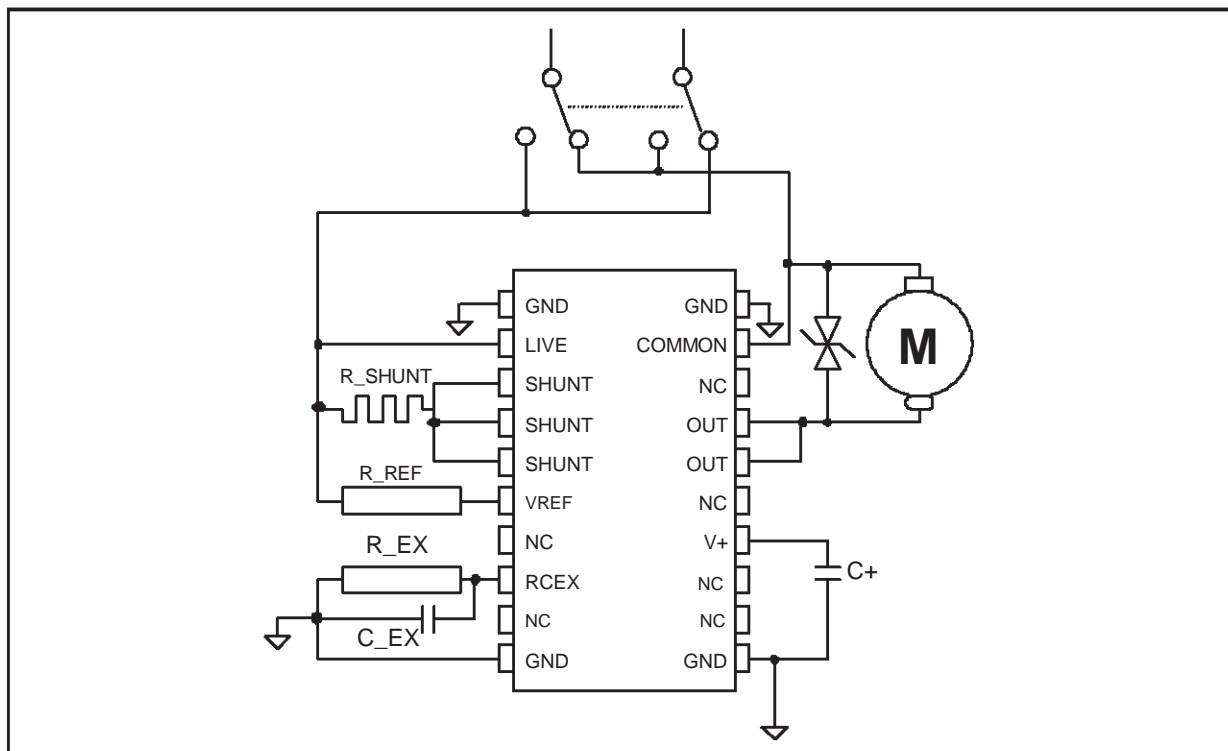 GND GND
LIVE COMMON
R_SHUNT SHUNT NC
SHUNT OUT
M
SHUNT OUT
R_REF VREF NC
R_EX NC V+
C+
RCEX NC
C_EX NC NC
GND GND